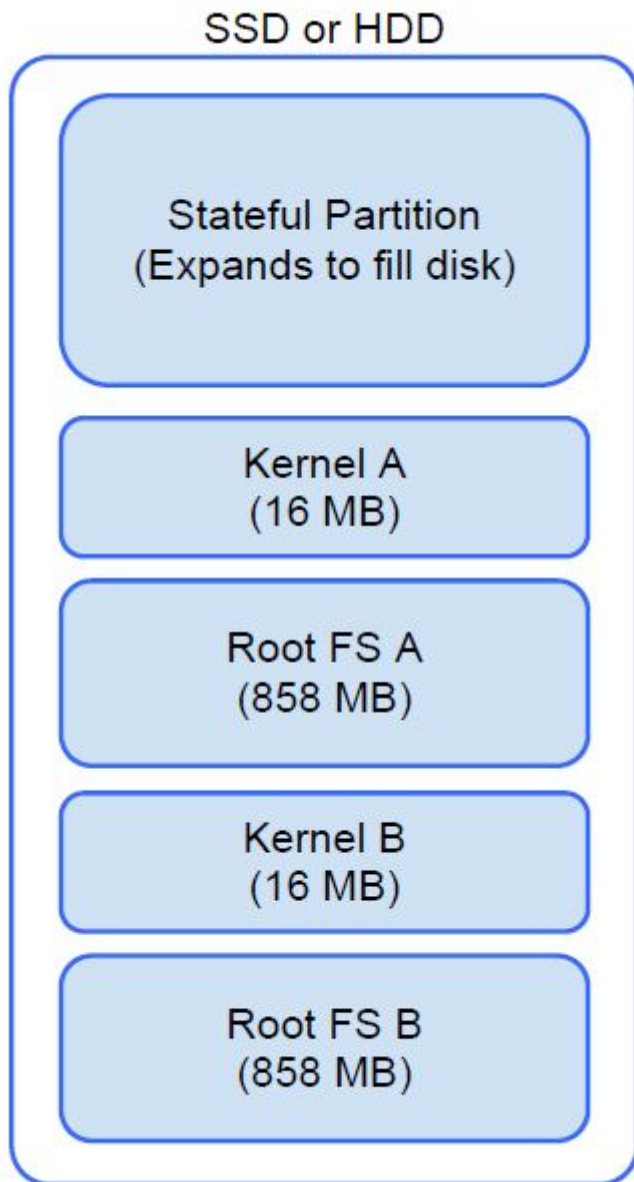 SSD or HDD
Stateful Partition
(Expands to fill disk)
Kernel A
(16 MB)
Root FS A
(858 MB)
Kernel B
(16 MB)
Root FS B
(858 MB)